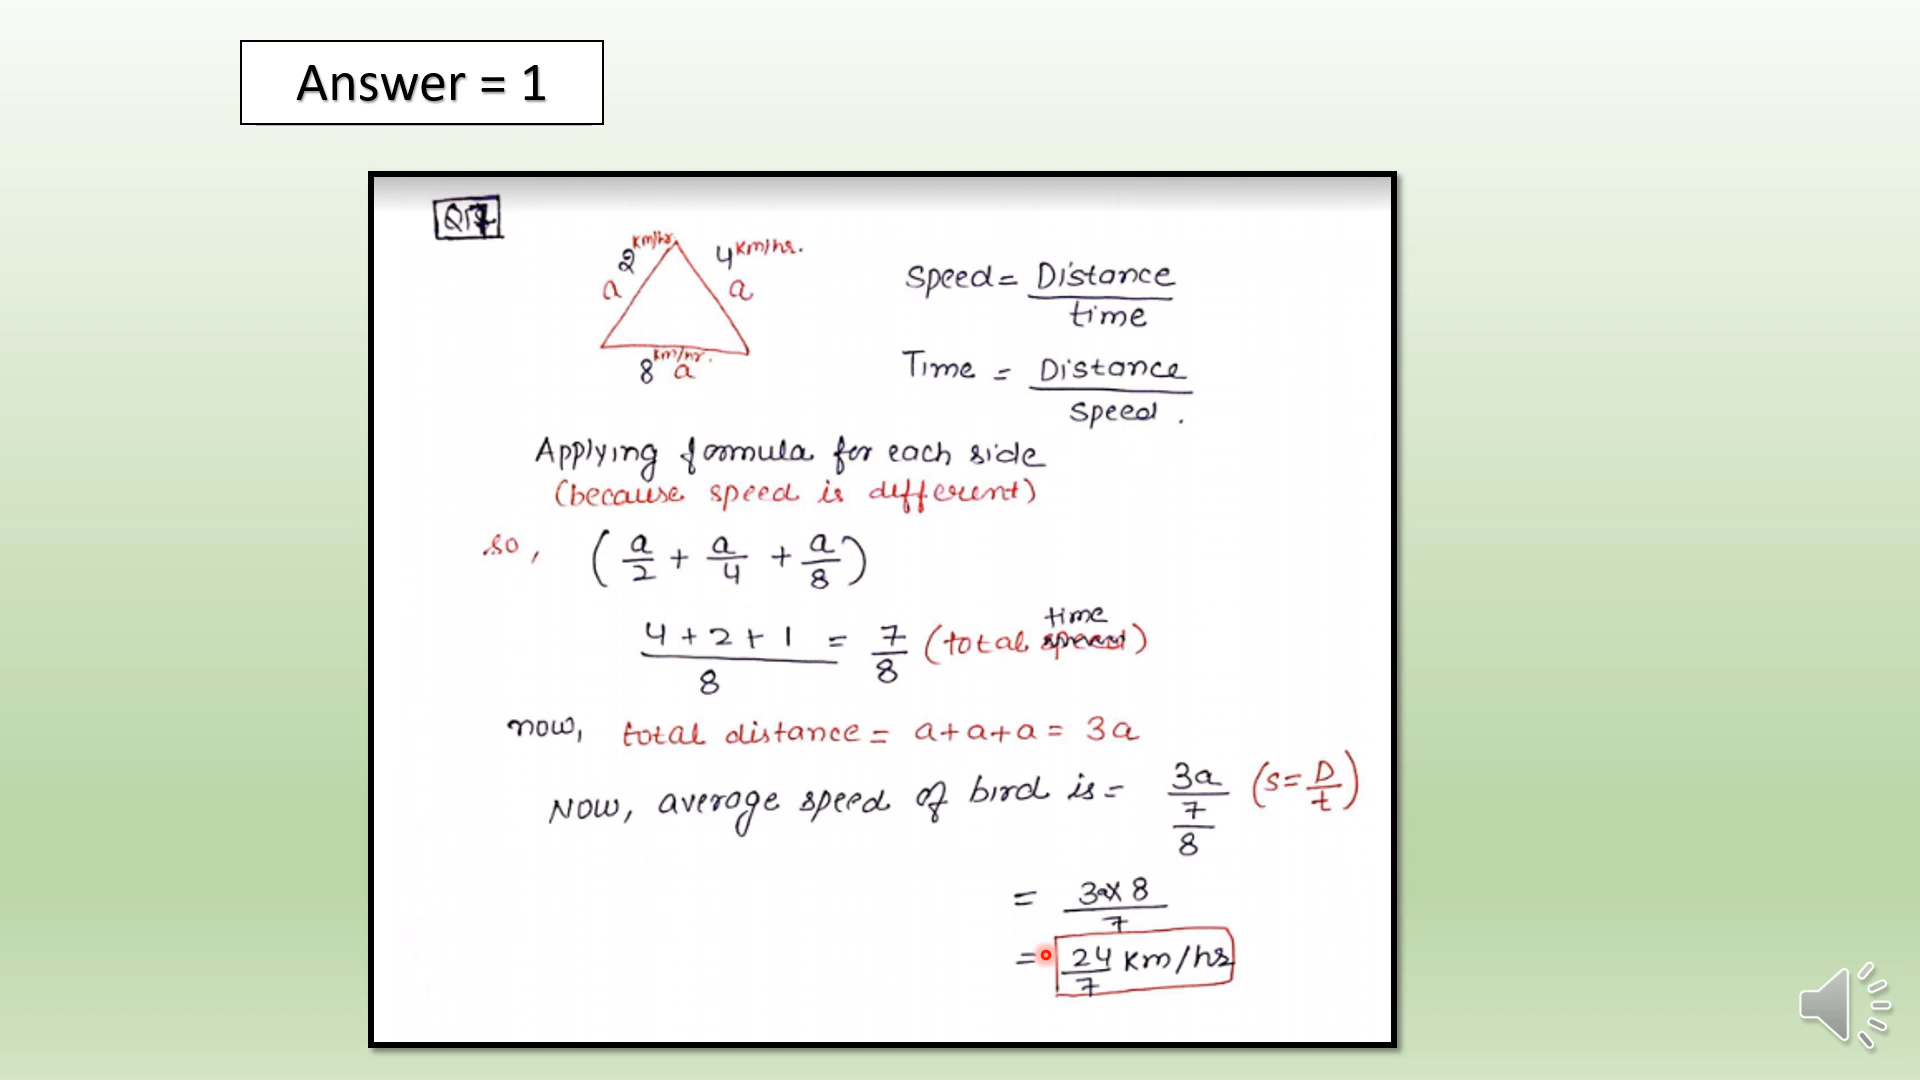 Answer = 1
Q17
2 km/hr. 4 km/hr.
a a
8 km/hr. a
Speed = Distance / time
Time = Distance / Speed.
Applying formula for each side
(because speed is different)
so, (a/2 + a/4 + a/8)
4 + 2 + 1 / 8 = 7/8 (total time)
now, total distance = a+a+a = 3a
Now, average speed of bird is = 3a / 7/8 (s = D/t)
= 3a x 8 / 7
= 24/7 km/hr